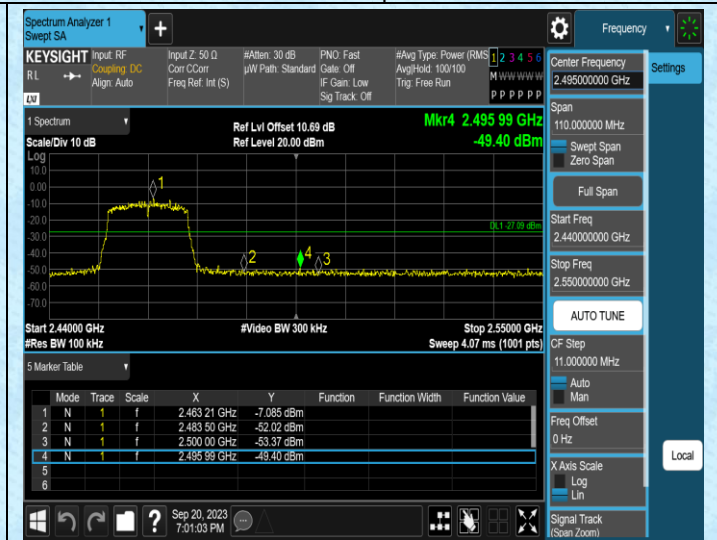 Spectrum Analyzer 1
Swept SA
+
Frequency
KEYSIGHT
RL
LXI
Input: RF
Coupling: DC
Align: Auto
Input Z: 50 Ω
Corr CCorr
Freq Ref: Int (S)
#Atten: 30 dB
µW Path: Standard
PNO: Fast
Gate: Off
IF Gain: Low
Sig Track: Off
#Avg Type: Power (RMS
Avg|Hold: 100/100
Trig: Free Run
1 2 3 4 5 6
M W W W W W
P P P P P P
1 Spectrum
Scale/Div 10 dB
Ref Lvl Offset 10.69 dB
Ref Level 20.00 dBm
Mkr4 2.495 99 GHz
-49.40 dBm
Log
10.0
0.00
-10.0
-20.0
-30.0
-40.0
-50.0
-60.0
-70.0
1
2
4
3
DL1 -27.09 dBm
Start 2.44000 GHz
#Video BW 300 kHz
Stop 2.55000 GHz
#Res BW 100 kHz
Sweep 4.07 ms (1001 pts)
5 Marker Table
Mode Trace Scale X Y Function Function Width Function Value
1 N 1 f 2.463 21 GHz -7.085 dBm
2 N 1 f 2.483 50 GHz -52.02 dBm
3 N 1 f 2.500 00 GHz -53.37 dBm
4 N 1 f 2.495 99 GHz -49.40 dBm
5
6
?
Sep 20, 2023
7:01:03 PM
Center Frequency
2.495000000 GHz
Settings
Span
110.000000 MHz
Swept Span
Zero Span
Full Span
Start Freq
2.440000000 GHz
Stop Freq
2.550000000 GHz
AUTO TUNE
CF Step
11.000000 MHz
Auto
Man
Freq Offset
0 Hz
Local
X Axis Scale
Log
Lin
Signal Track
(Span Zoom)